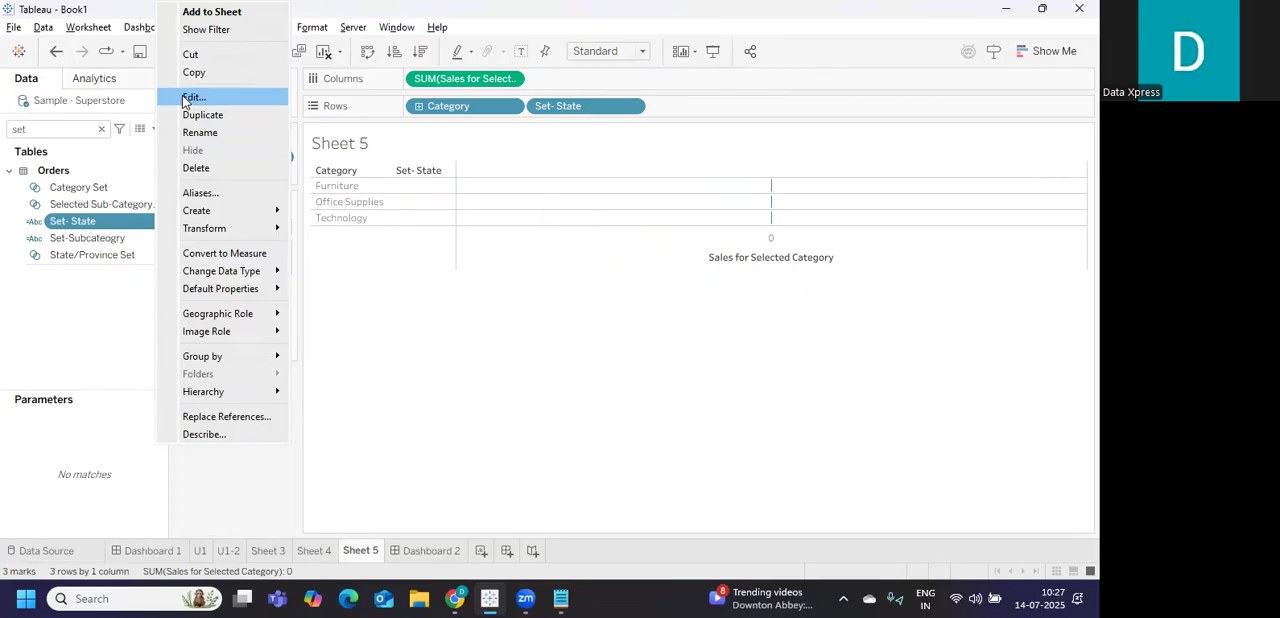 Tableau - Book1
File Data Worksheet Dashbc Format Server Window Help
Standard
Show Me
Data Analytics
Sample - Superstore
set
Tables
Orders
Category Set
Selected Sub-Category.
Set- State
Set-Subcateogry
State/Province Set
Parameters
No matches
Add to Sheet
Show Filter
Cut
Copy
Edit...
Duplicate
Rename
Hide
Delete
Aliases...
Create
Transform
Convert to Measure
Change Data Type
Default Properties
Geographic Role
Image Role
Group by
Folders
Hierarchy
Replace References...
Describe...
Columns SUM(Sales for Select..
Rows Category Set- State
Sheet 5
Category Set- State
Furniture
Office Supplies
Technology
0
Sales for Selected Category
D
Data Xpress
Data Source Dashboard 1 U1 U1-2 Sheet 3 Sheet 4 Sheet 5 Dashboard 2
3 marks 3 rows by 1 column SUM(Sales for Selected Category): 0
Search
zm
8
Trending videos
Downton Abbey:...
ENG
IN
10:27
14-07-2025